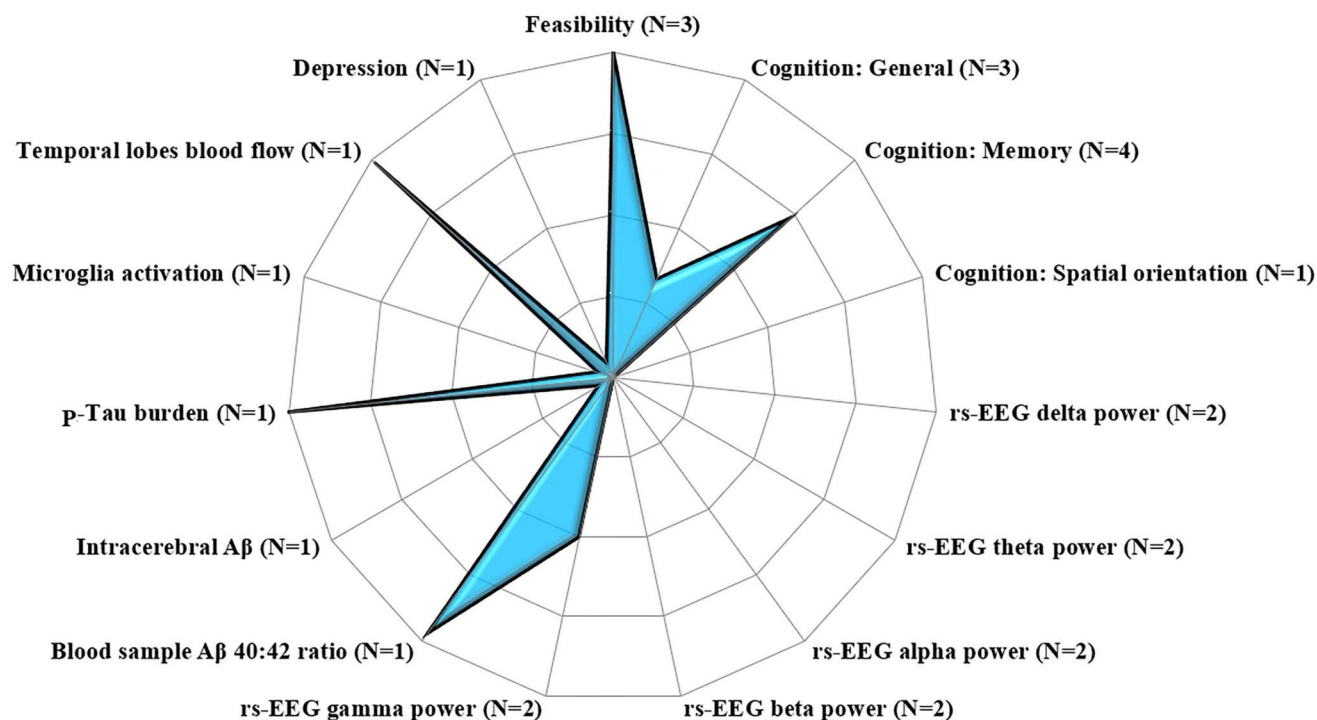 Feasibility (N=3)
Depression (N=1)
Cognition: General (N=3)
Temporal lobes blood flow (N=1)
Cognition: Memory (N=4)
Microglia activation (N=1)
Cognition: Spatial orientation (N=1)
P-Tau burden (N=1)
rs-EEG delta power (N=2)
Intracerebral Aβ (N=1)
rs-EEG theta power (N=2)
Blood sample Aβ 40:42 ratio (N=1)
rs-EEG alpha power (N=2)
rs-EEG gamma power (N=2)
rs-EEG beta power (N=2)